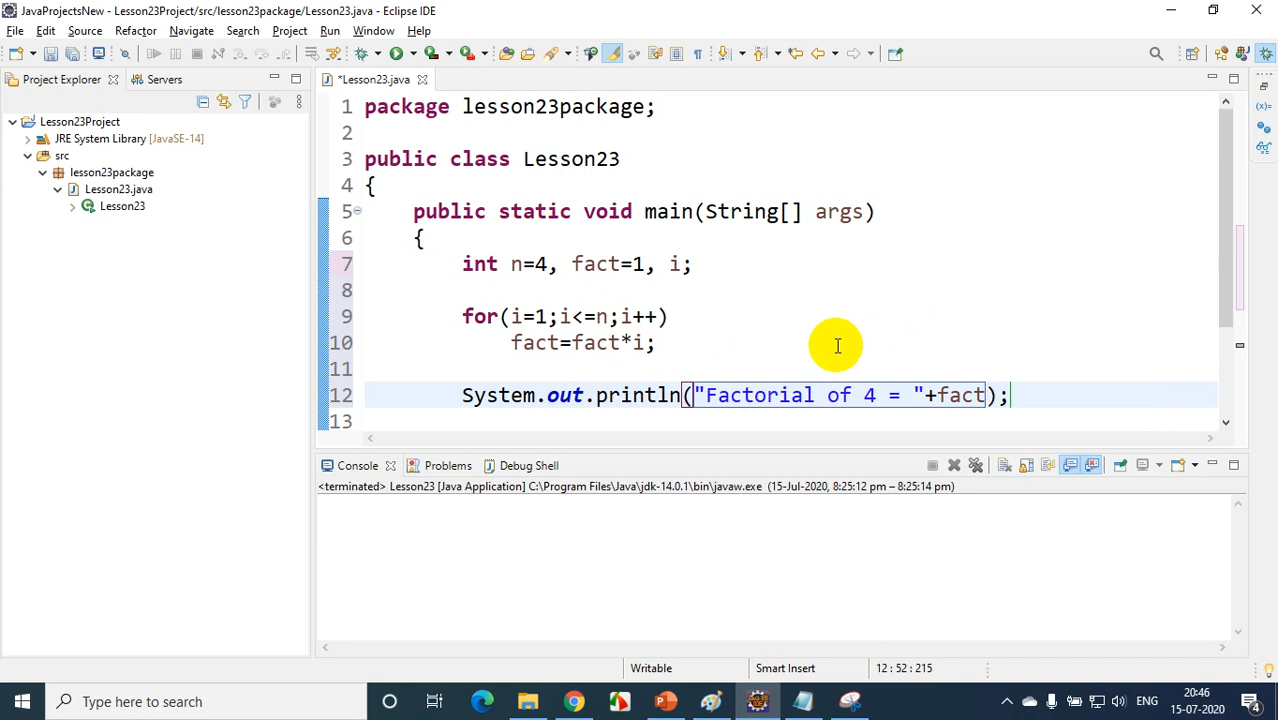 JavaProjectsNew - Lesson23Project/src/lesson23package/Lesson23.java - Eclipse IDE
File Edit Source Refactor Navigate Search Project Run Window Help
Project Explorer Servers
*Lesson23.java
Lesson23Project
JRE System Library [JavaSE-14]
src
lesson23package
Lesson23.java
Lesson23
1 package lesson23package;
2
3 public class Lesson23
4 {
5 public static void main(String[] args)
6 {
7 int n=4, fact=1, i;
8
9 for(i=1;i<=n;i++)
10 fact=fact*i;
11
12 System.out.println("Factorial of 4 = "+fact);
13
Console Problems Debug Shell
<terminated> Lesson23 [Java Application] C:\Program Files\Java\jdk-14.0.1\bin\javaw.exe (15-Jul-2020, 8:25:12 pm – 8:25:14 pm)
Writable Smart Insert 12 : 52 : 215
Type here to search
ENG
20:46
15-07-2020
4